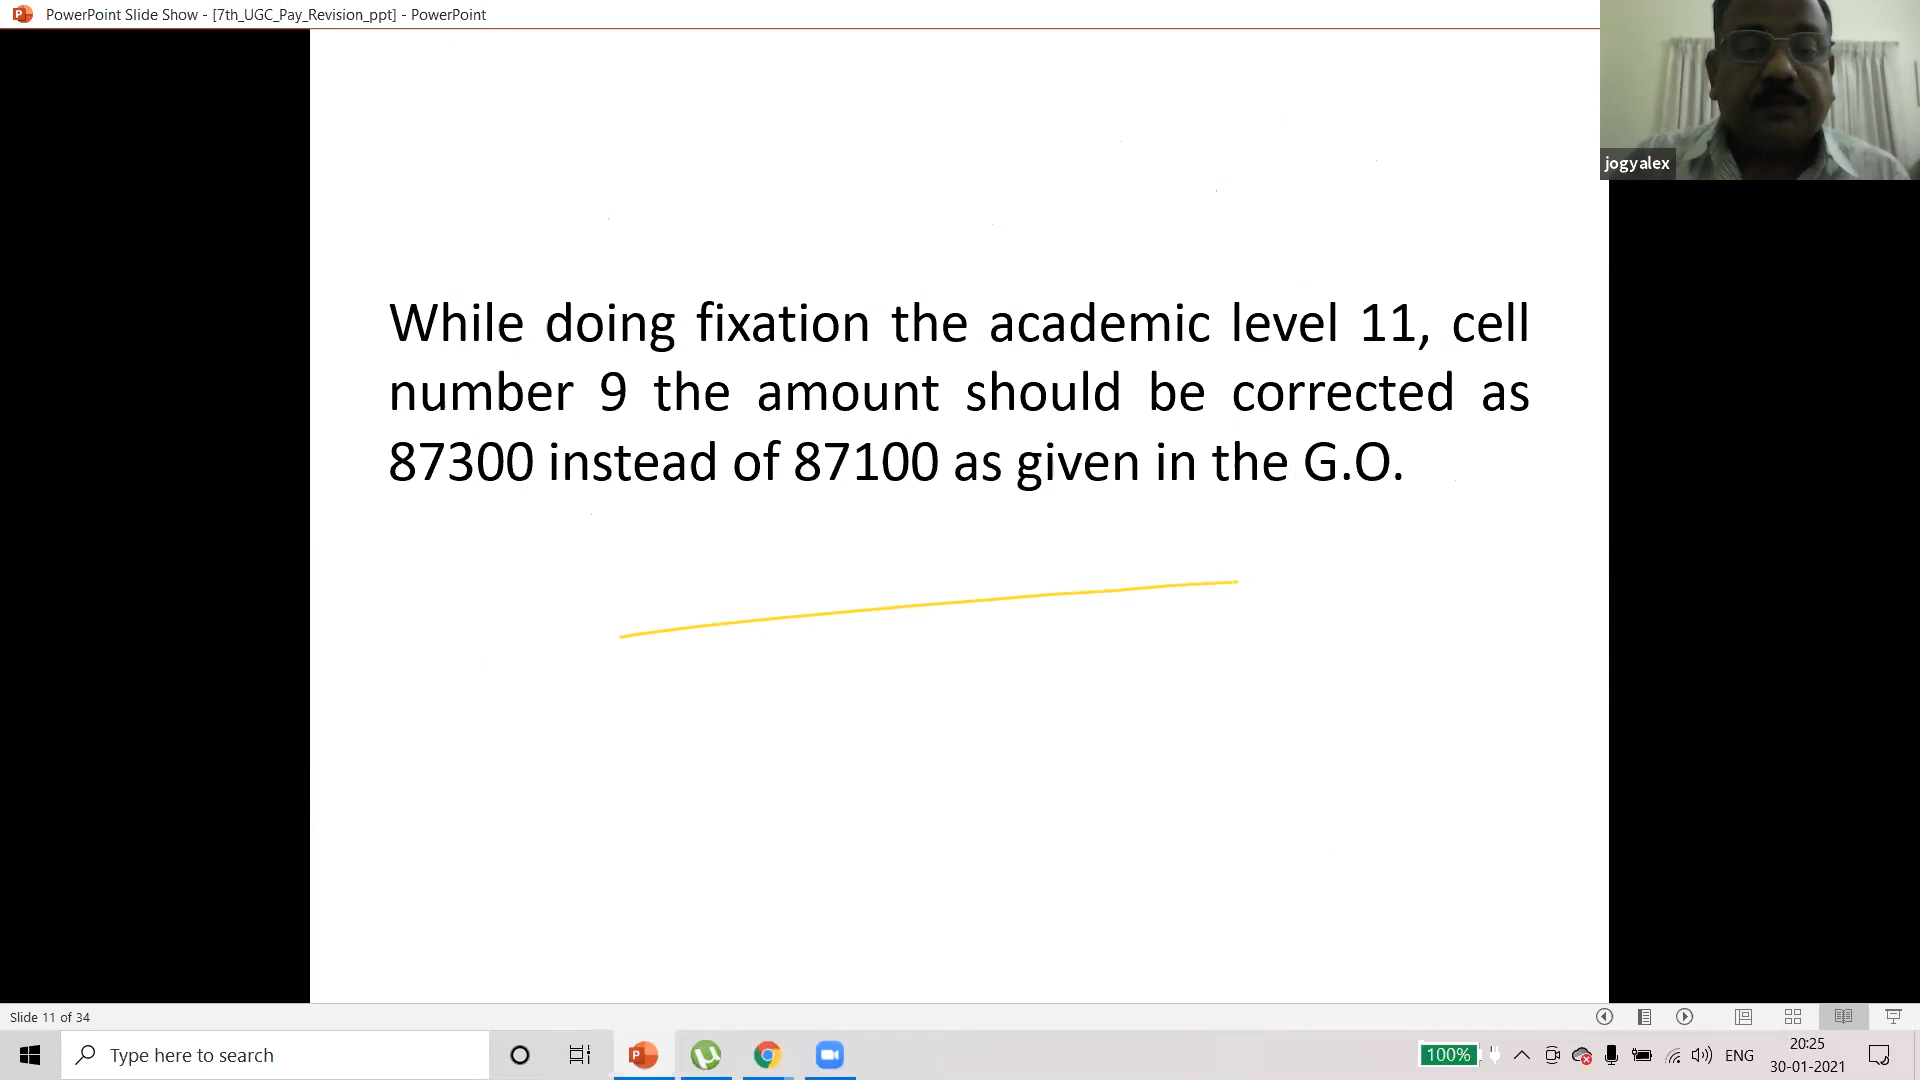 PowerPoint Slide Show - [7th_UGC_Pay_Revision_ppt] - PowerPoint
jogyalex
While doing fixation the academic level 11, cell
number 9 the amount should be corrected as
87300 instead of 87100 as given in the G.O.
Slide 11 of 34
Type here to search
100%
ENG
20:25
30-01-2021